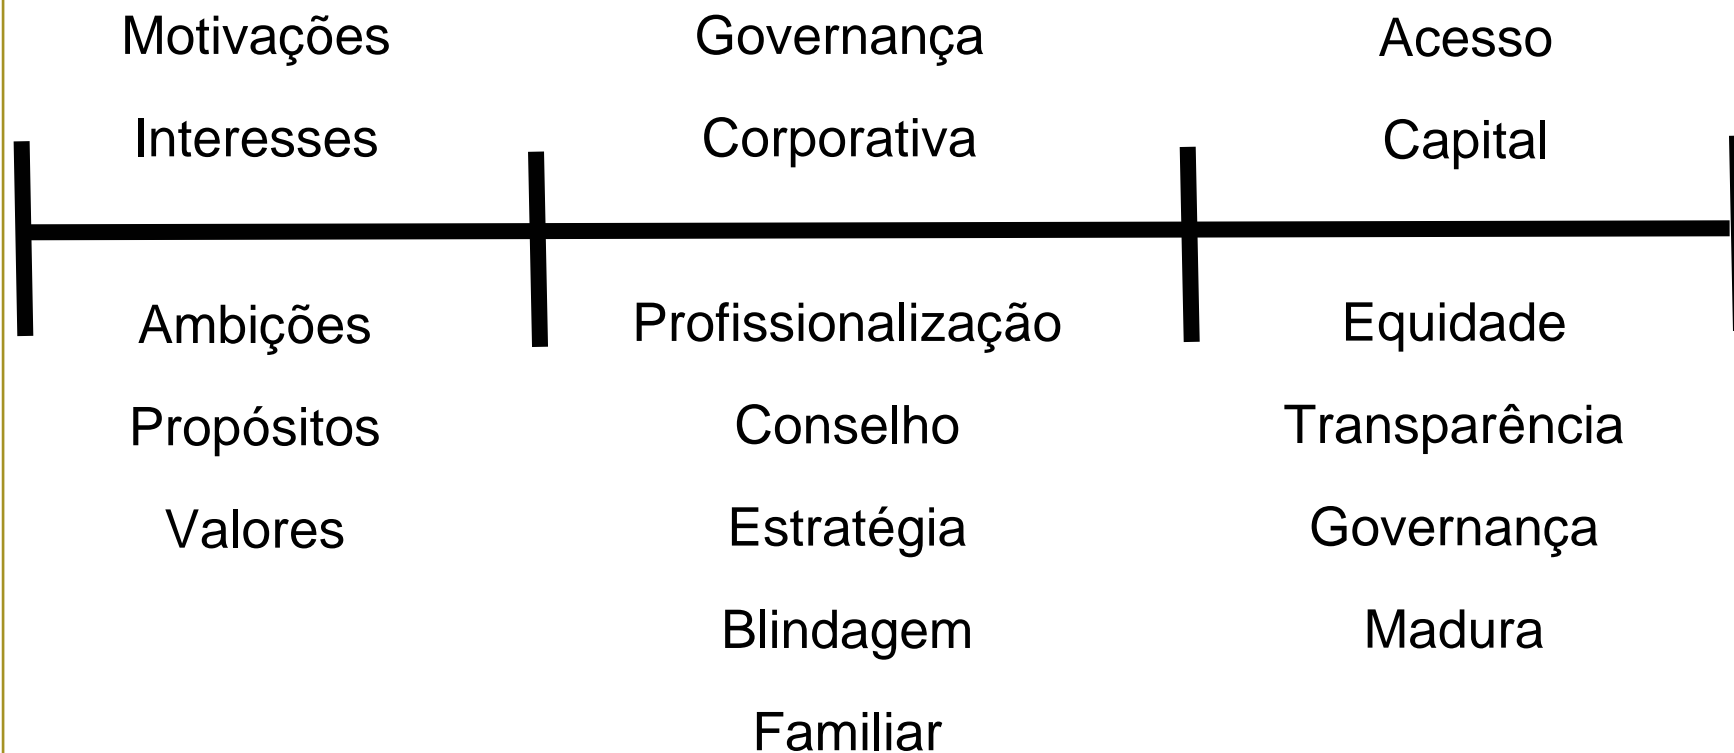 Motivações
Interesses
Governança
Corporativa
Acesso
Capital
Ambições
Propósitos
Valores
Profissionalização
Conselho
Estratégia
Blindagem
Familiar
Equidade
Transparência
Governança
Madura